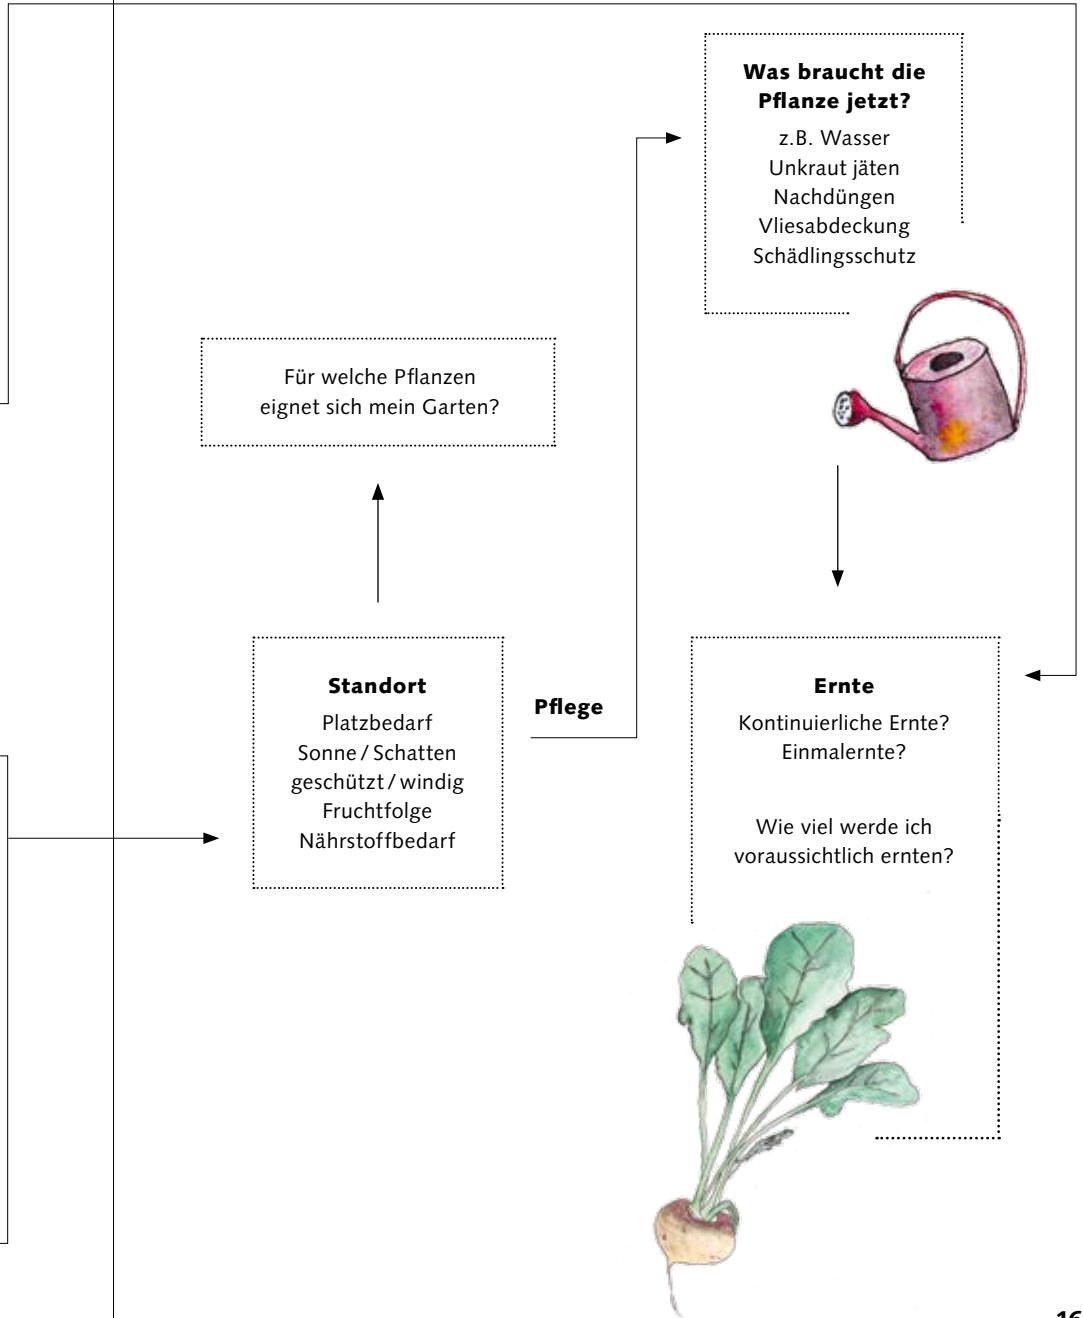 Was braucht die
Pflanze jetzt?
z.B. Wasser
Unkraut jäten
Nachdüngen
Vliesabdeckung
Schädlingsschutz
Für welche Pflanzen
eignet sich mein Garten?
Standort
Platzbedarf
Sonne / Schatten
geschützt / windig
Fruchtfolge
Nährstoffbedarf
Pflege
Ernte
Kontinuierliche Ernte?
Einmalernte?
Wie viel werde ich
voraussichtlich ernten?